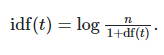 idf(t) = log n/(1+df(t)) .